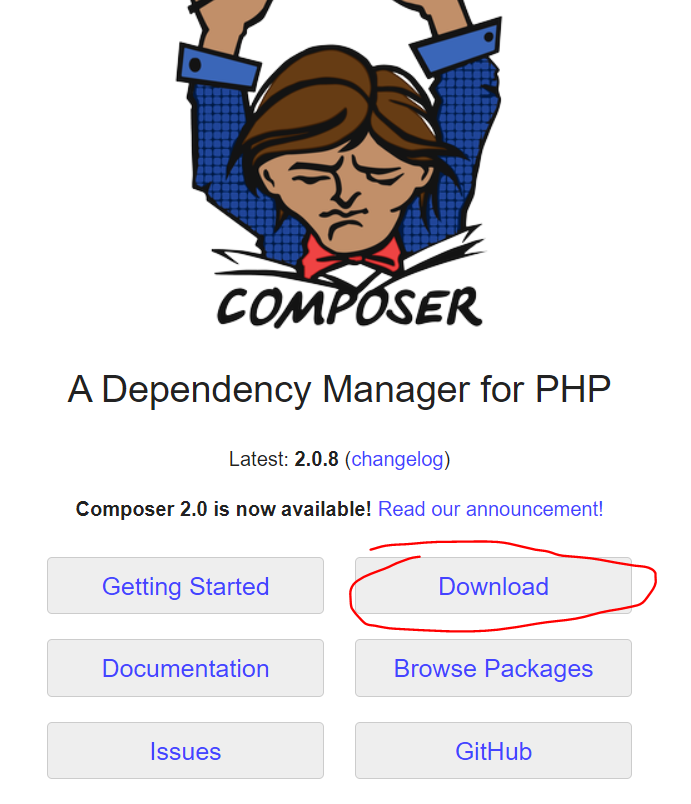 COMPOSER
A Dependency Manager for PHP
Latest: 2.0.8 (changelog)
Composer 2.0 is now available! Read our announcement!
Getting Started
Download
Documentation
Browse Packages
Issues
GitHub